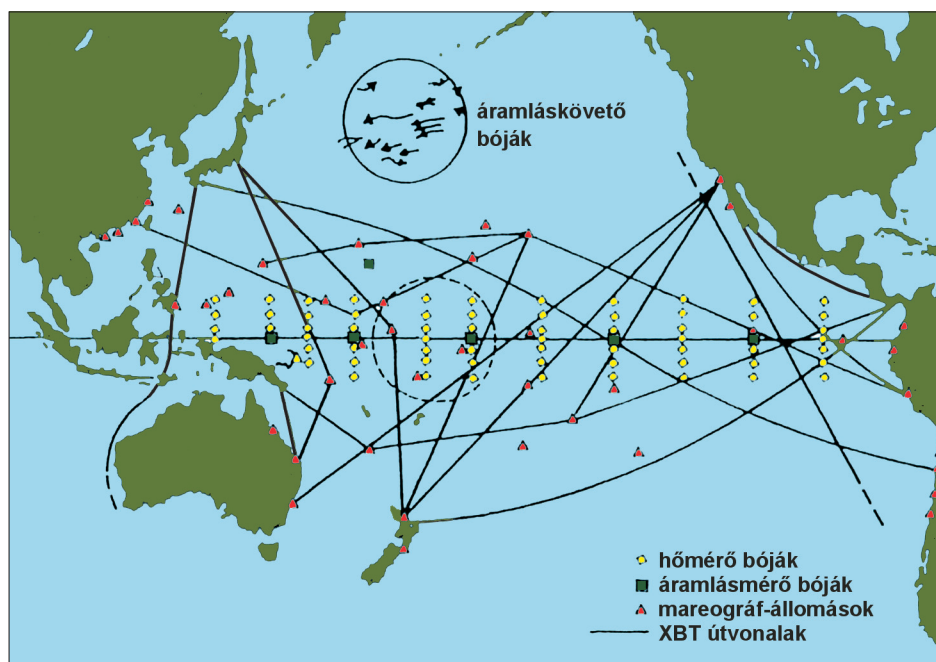 áramláskövető
bóják
hőmérő bóják
áramlásmérő bóják
mareográf-állomások
XBT útvonalak